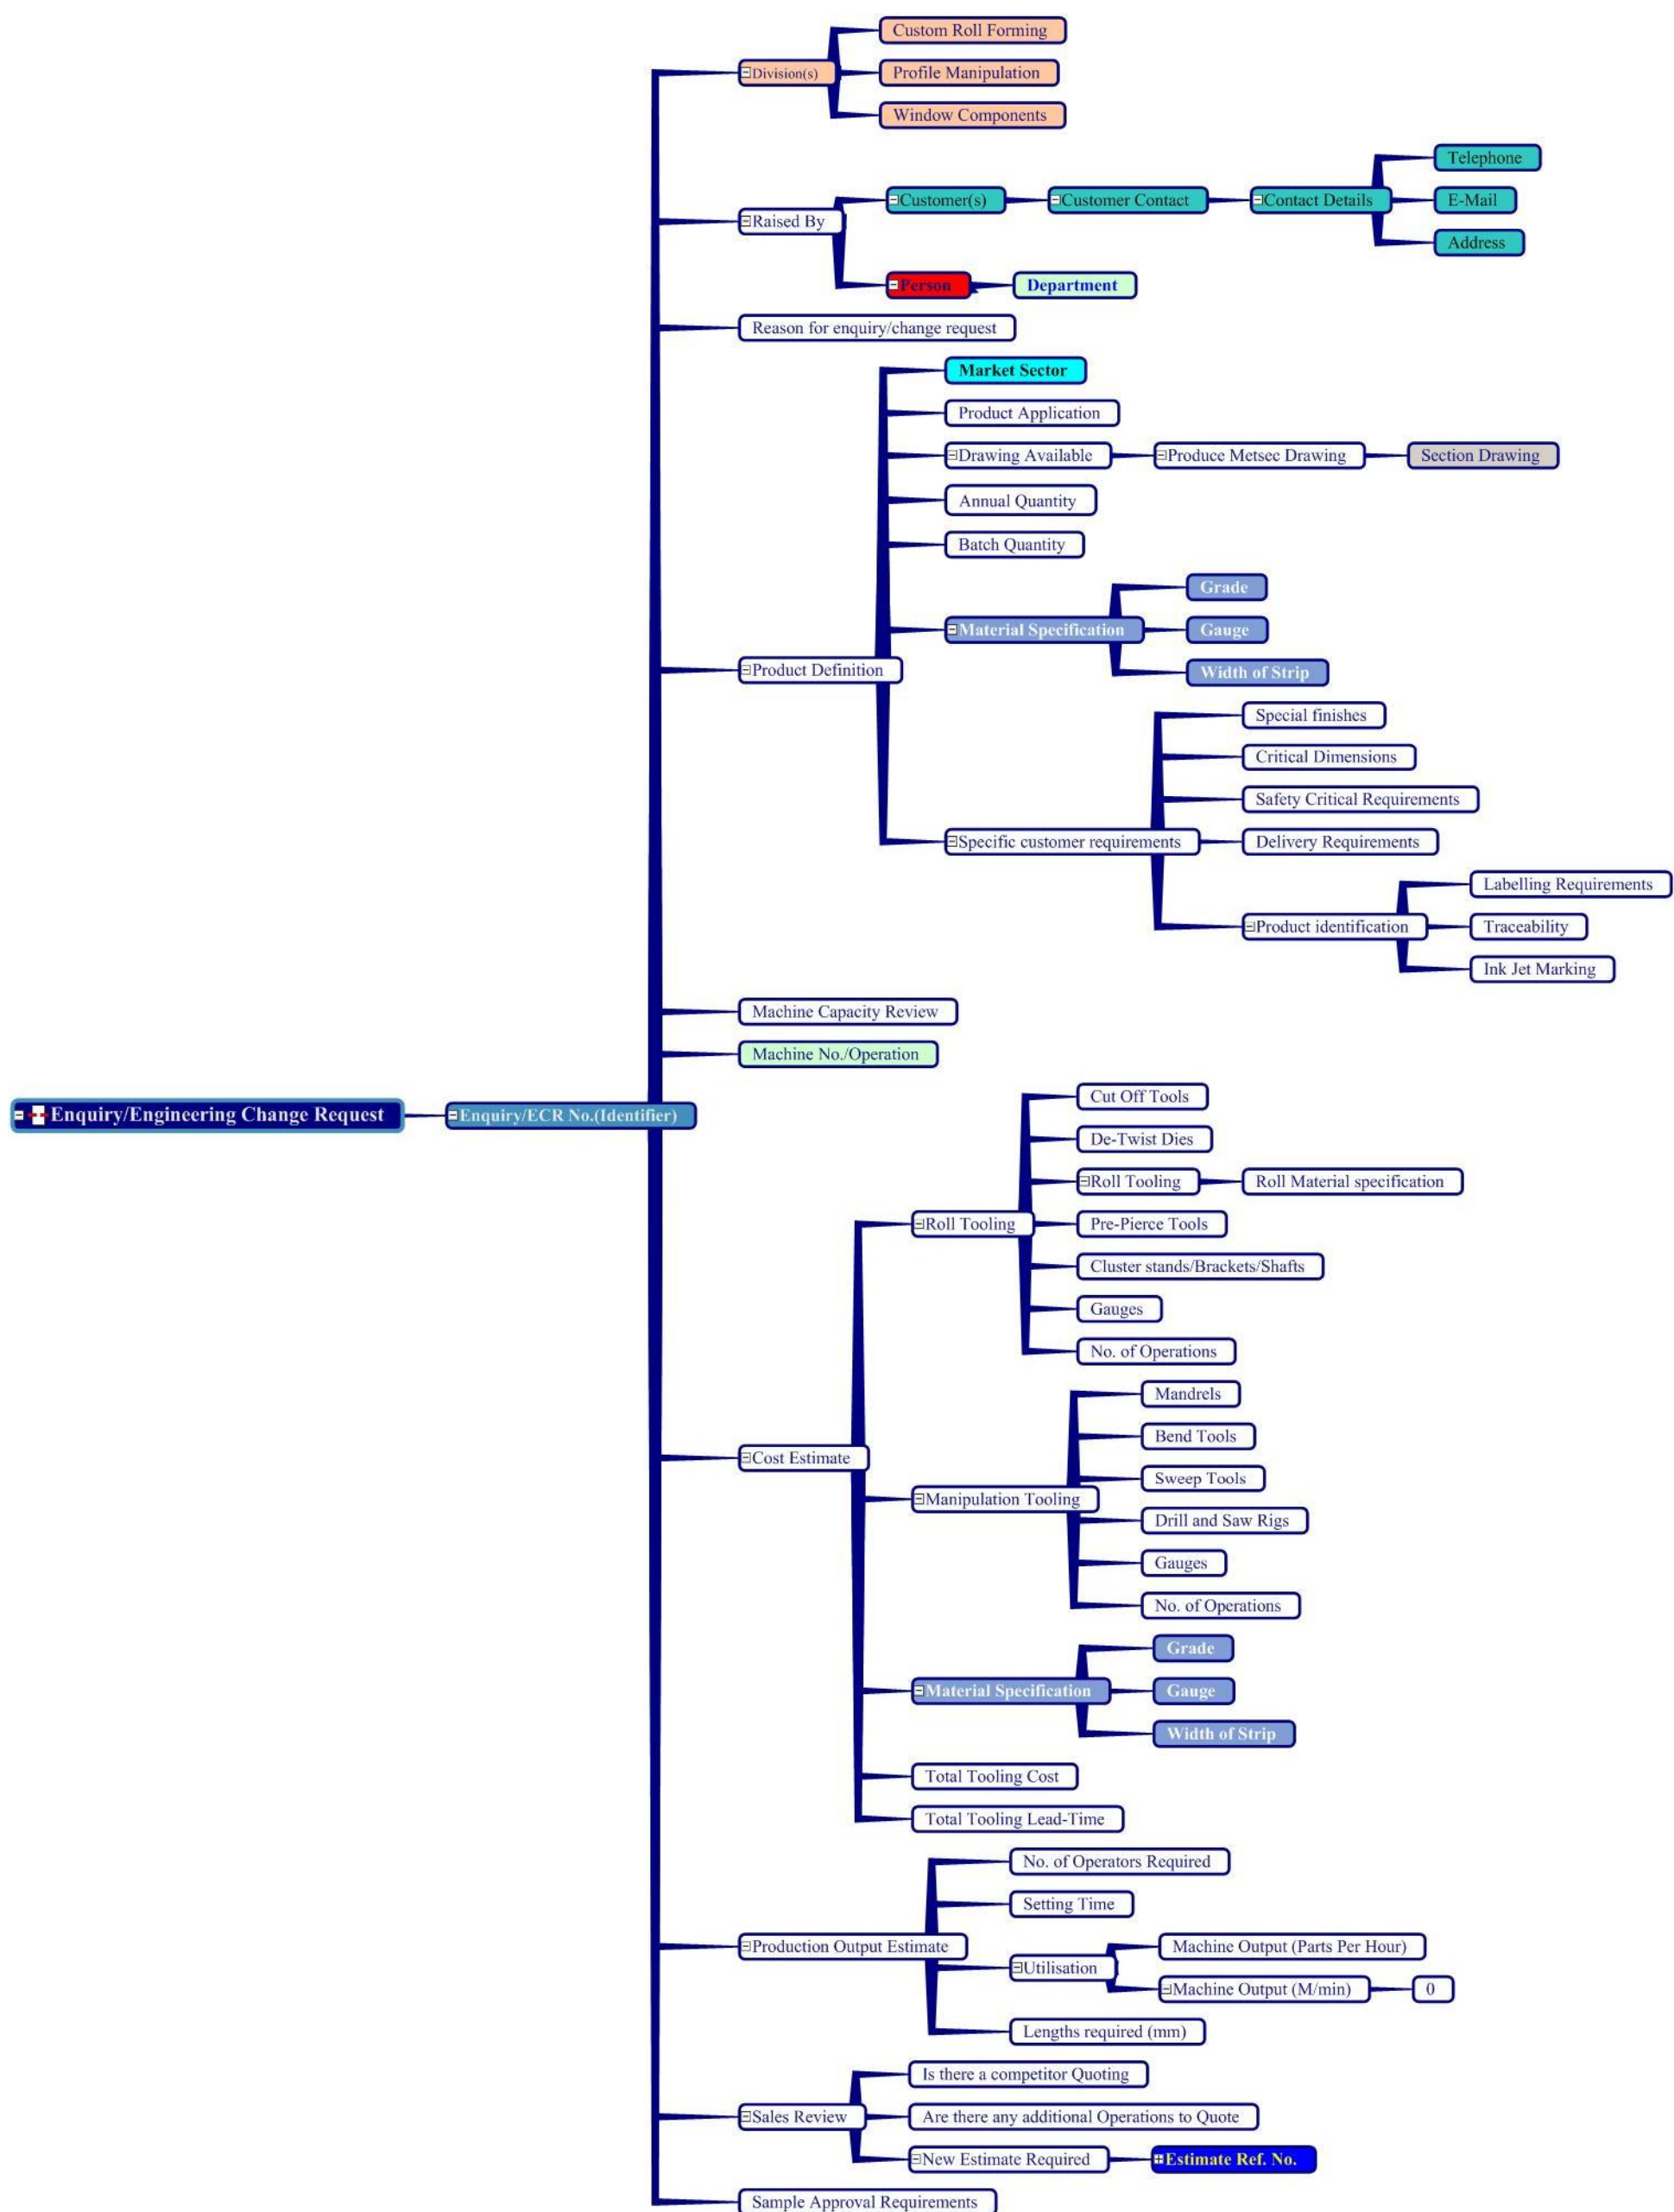 Custom Roll Forming
Division(s)
Profile Manipulation
Window Components
Telephone
Customer(s)
Customer Contact
Contact Details
E-Mail
Raised By
Address
Person
Department
Reason for enquiry/change request
Market Sector
Product Application
Drawing Available
Produce Metsec Drawing
Section Drawing
Annual Quantity
Batch Quantity
Grade
Material Specification
Gauge
Product Definition
Width of Strip
Special finishes
Critical Dimensions
Safety Critical Requirements
Specific customer requirements
Delivery Requirements
Labelling Requirements
Product identification
Traceability
Ink Jet Marking
Machine Capacity Review
Machine No./Operation
Enquiry/Engineering Change Request
Enquiry/ECR No.(Identifier)
Cut Off Tools
De-Twist Dies
Roll Tooling
Roll Material specification
Roll Tooling
Pre-Pierce Tools
Cluster stands/Brackets/Shafts
Gauges
No. of Operations
Mandrels
Bend Tools
Cost Estimate
Sweep Tools
Manipulation Tooling
Drill and Saw Rigs
Gauges
No. of Operations
Grade
Material Specification
Gauge
Width of Strip
Total Tooling Cost
Total Tooling Lead-Time
No. of Operators Required
Setting Time
Production Output Estimate
Machine Output (Parts Per Hour)
Utilisation
Machine Output (M/min)
0
Lengths required (mm)
Is there a competitor Quoting
Sales Review
Are there any additional Operations to Quote
New Estimate Required
Estimate Ref. No.
Sample Approval Requirements